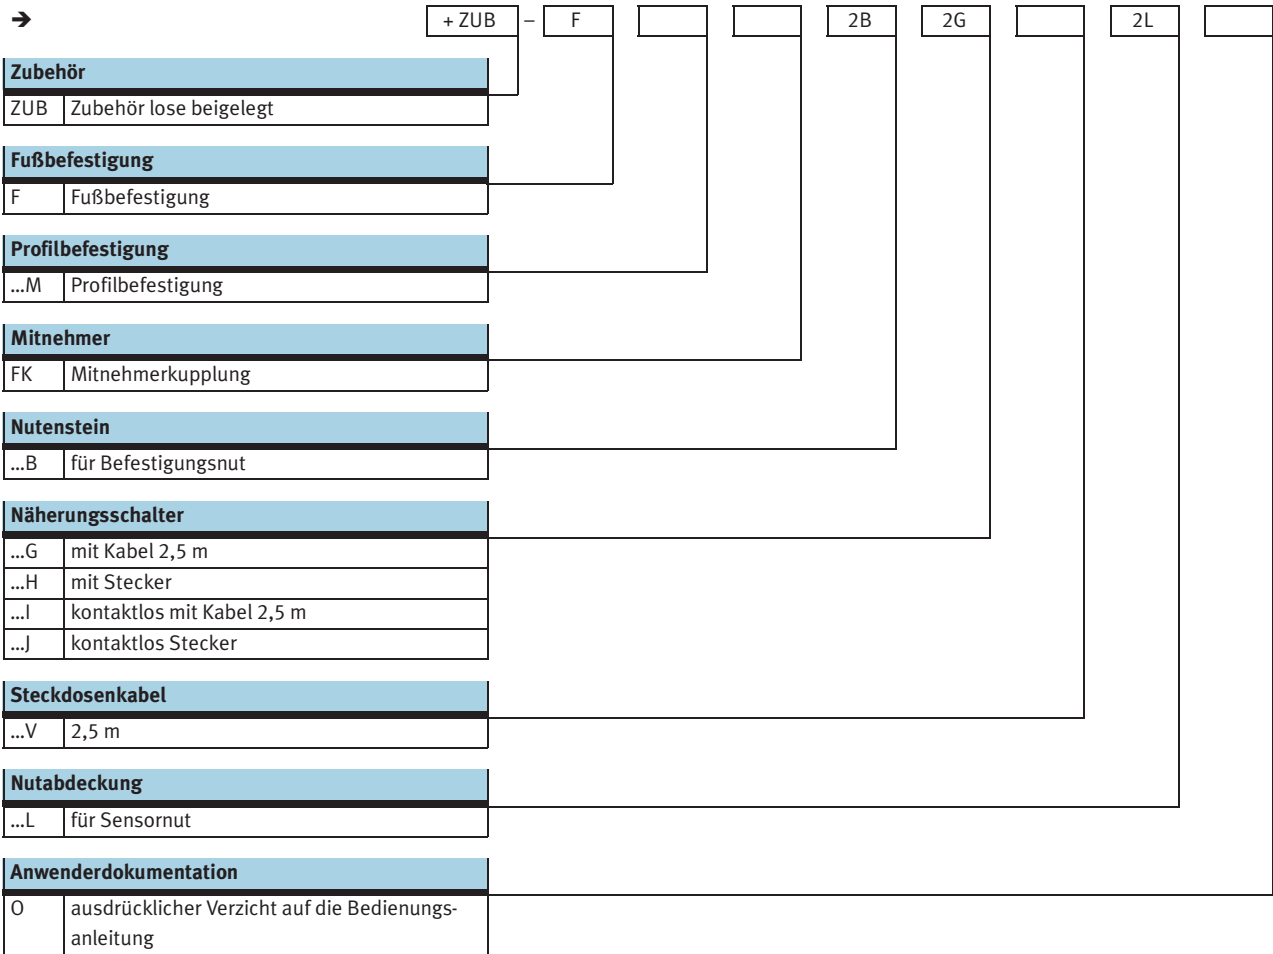 ➔ + ZUB – F 2B 2G 2L
Zubehör
ZUB Zubehör lose beigelegt
Fußbefestigung
F Fußbefestigung
Profilbefestigung
...M Profilbefestigung
Mitnehmer
FK Mitnehmerkupplung
Nutenstein
...B für Befestigungsnut
Näherungsschalter
...G mit Kabel 2,5 m
...H mit Stecker
...I kontaktlos mit Kabel 2,5 m
...J kontaktlos Stecker
Steckdosenkabel
...V 2,5 m
Nutabdeckung
...L für Sensornut
Anwenderdokumentation
O ausdrücklicher Verzicht auf die Bedienungs-
anleitung